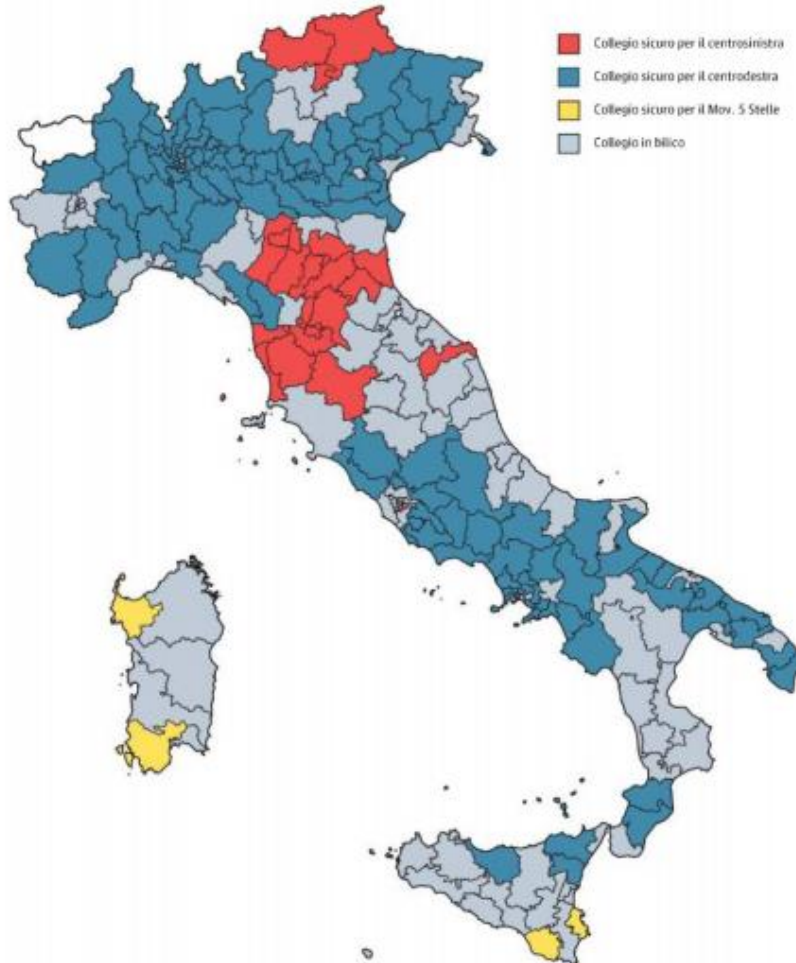 Collegio sicuro per il centrosinistra
Collegio sicuro per il centrodestra
Collegio sicuro per il Mov. 5 Stelle
Collegio in bilico